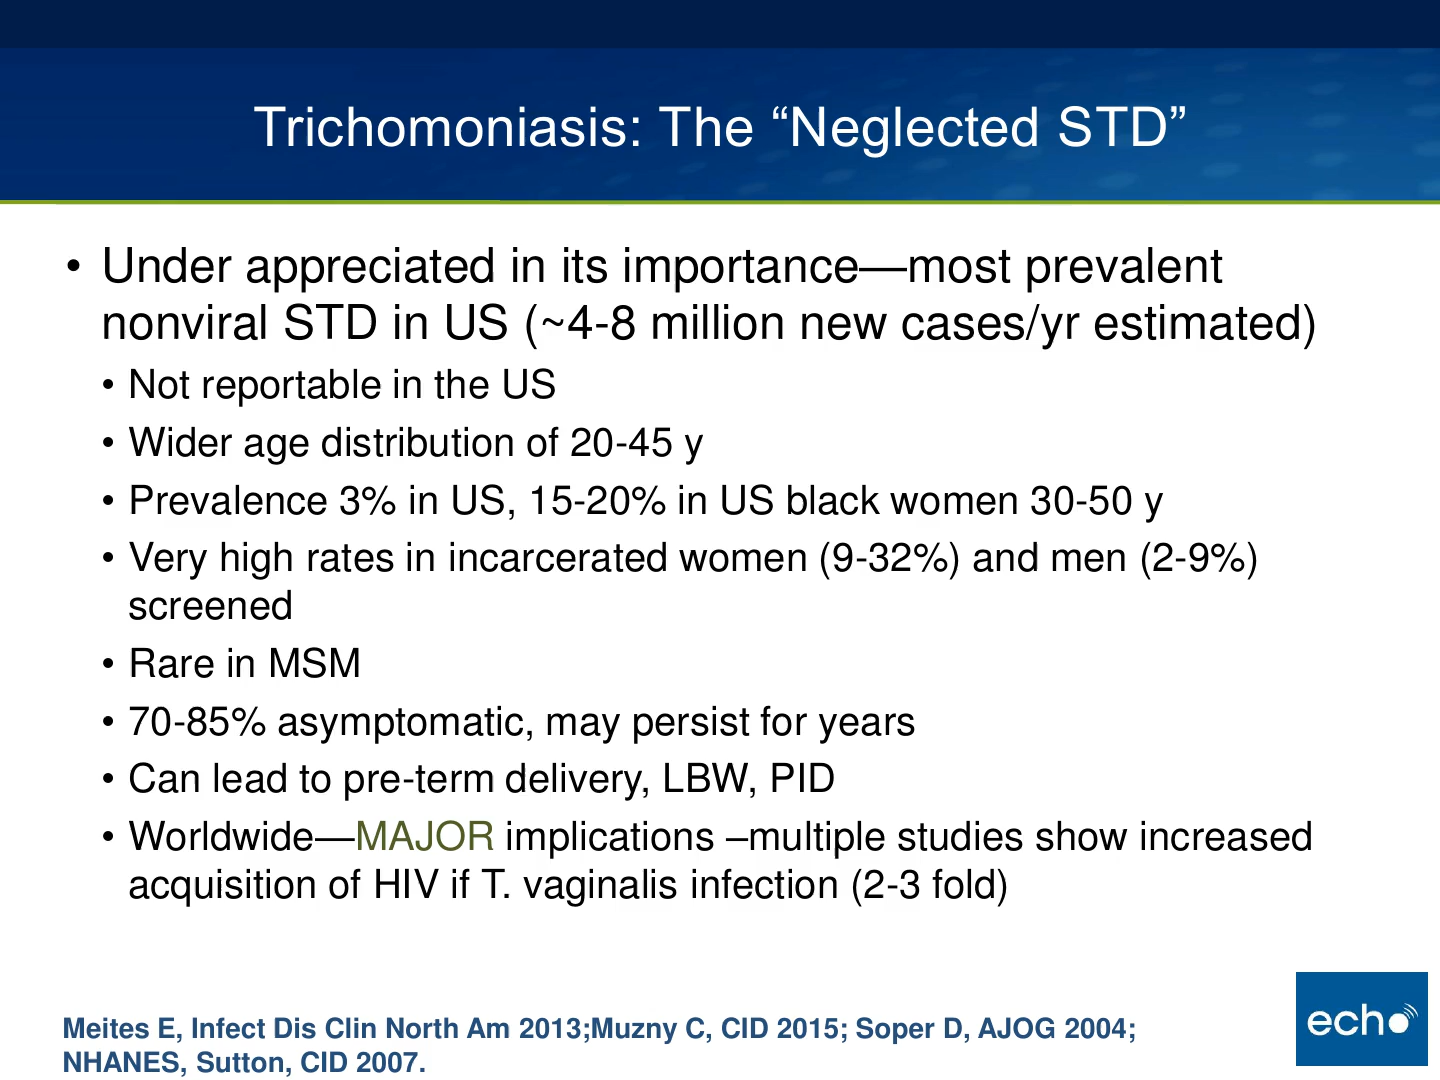 Trichomoniasis: The “Neglected STD”
• Under appreciated in its importance—most prevalent
nonviral STD in US (~4-8 million new cases/yr estimated)
• Not reportable in the US
• Wider age distribution of 20-45 y
• Prevalence 3% in US, 15-20% in US black women 30-50 y
• Very high rates in incarcerated women (9-32%) and men (2-9%)
screened
• Rare in MSM
• 70-85% asymptomatic, may persist for years
• Can lead to pre-term delivery, LBW, PID
• Worldwide—MAJOR implications –multiple studies show increased
acquisition of HIV if T. vaginalis infection (2-3 fold)
Meites E, Infect Dis Clin North Am 2013;Muzny C, CID 2015; Soper D, AJOG 2004;
NHANES, Sutton, CID 2007.
echo